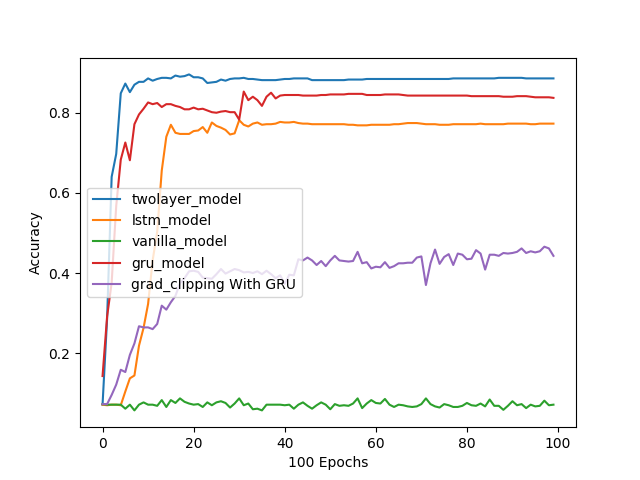 0.8
0.6
0.4
0.2
Accuracy
twolayer_model
lstm_model
vanilla_model
gru_model
grad_clipping With GRU
0 20 40 60 80 100
100 Epochs